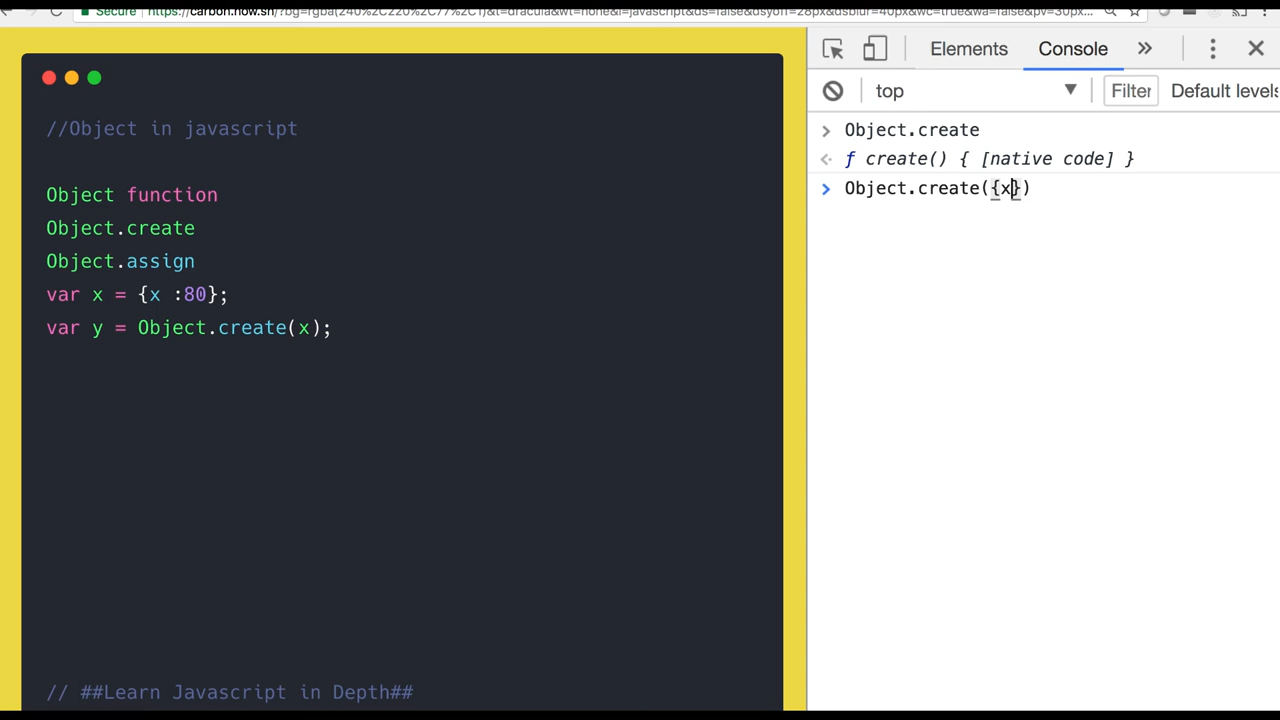 Secure https://carbon.now.sh/?bg=rgba(240%2C220%2C77%2C1)&t=dracula&wt=none&l=javascript&ds=false&dsyoff=28px&dsblur=40px&wc=true&wa=false&pv=30px...
Elements Console »
top Filter Default levels
//Object in javascript
Object function
Object.create
Object.assign
var x = {x :80};
var y = Object.create(x);
// ##Learn Javascript in Depth##
> Object.create
ƒ create() { [native code] }
> Object.create({x})